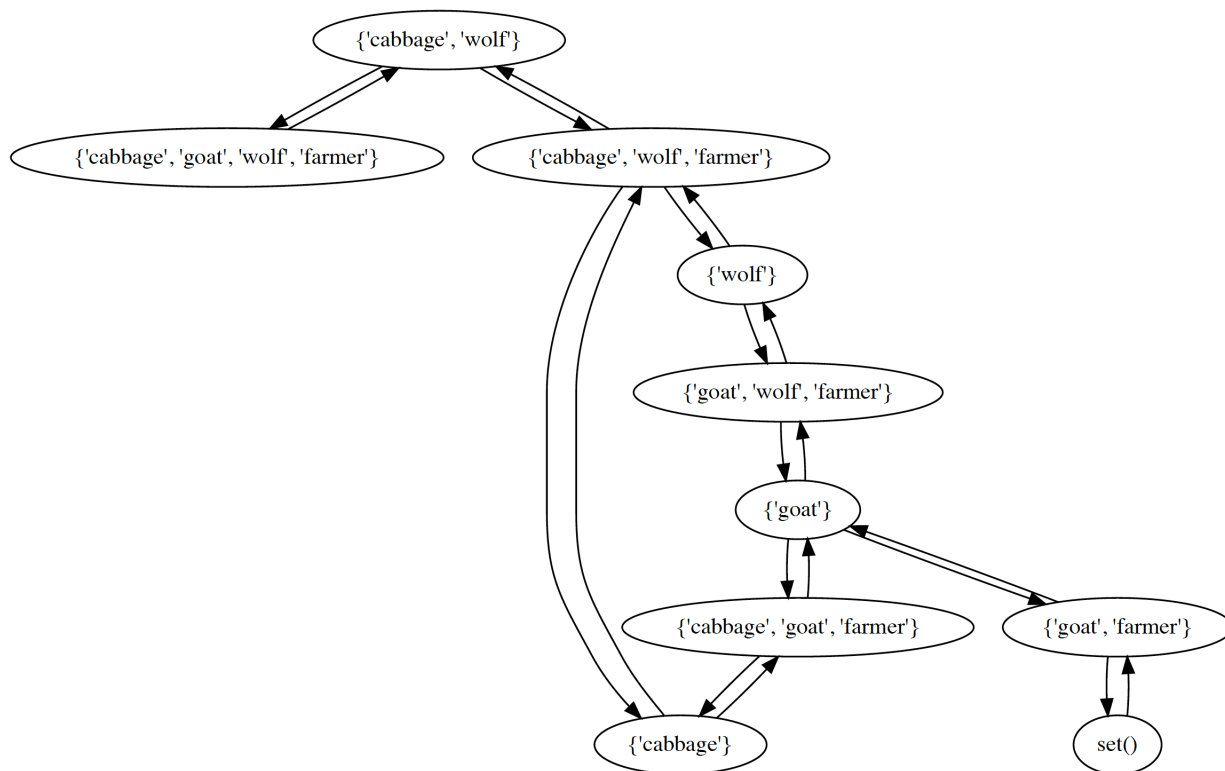 {'cabbage', 'wolf'}
{'cabbage', 'goat', 'wolf', 'farmer'}
{'cabbage', 'wolf', 'farmer'}
{'wolf'}
{'goat', 'wolf', 'farmer'}
{'goat'}
{'cabbage', 'goat', 'farmer'}
{'goat', 'farmer'}
{'cabbage'}
set()